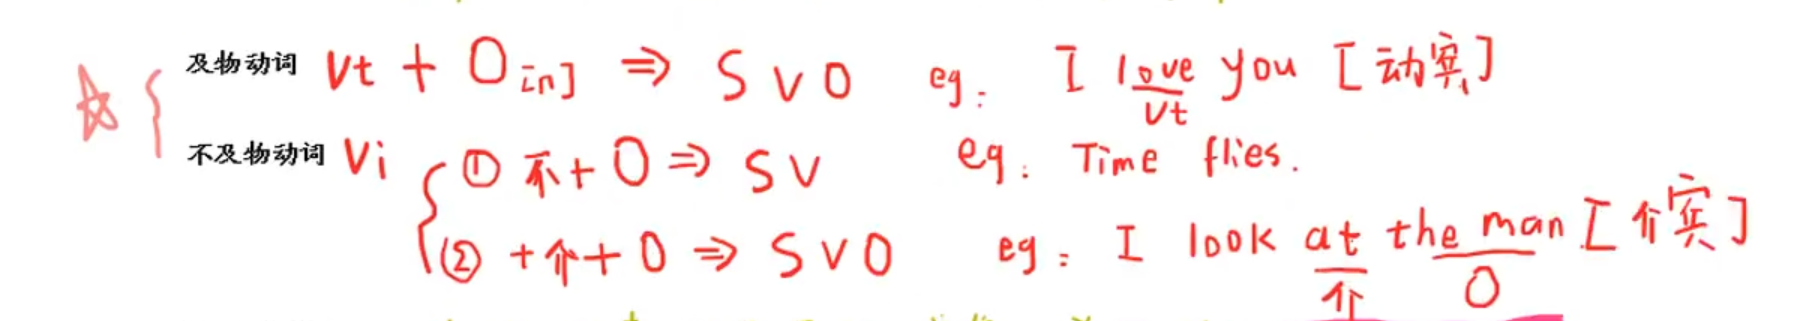 及物动词 Vt + O [n] ⇒ S V O eg: I love you [动宾]
Vt
不及物动词 Vi ① 不+O ⇒ S V eg: Time flies.
② +介+O ⇒ S V O eg: I look at the man [介宾]
介 O